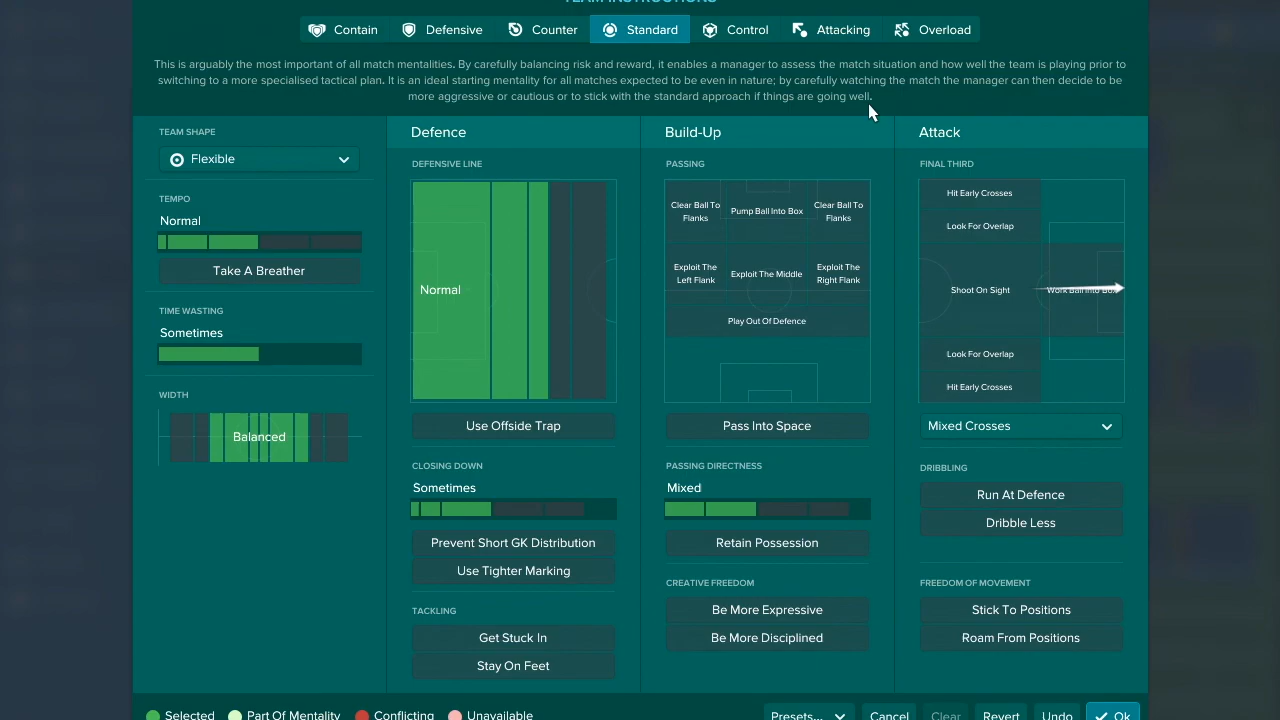 TEAM INSTRUCTIONS
Contain
Defensive
Counter
Standard
Control
Attacking
Overload
This is arguably the most important of all match mentalities. By carefully balancing risk and reward, it enables a manager to assess the match situation and how well the team is playing prior to
switching to a more specialised tactical plan. It is an ideal starting mentality for all matches expected to be even in nature; by carefully watching the match the manager can then decide to be
more aggressive or cautious or to stick with the standard approach if things are going well.
TEAM SHAPE
Flexible
TEMPO
Normal
Take A Breather
TIME WASTING
Sometimes
WIDTH
Balanced
Defence
DEFENSIVE LINE
Normal
Use Offside Trap
CLOSING DOWN
Sometimes
Prevent Short GK Distribution
Use Tighter Marking
TACKLING
Get Stuck In
Stay On Feet
Build-Up
PASSING
Clear Ball To
Flanks
Pump Ball Into Box
Clear Ball To
Flanks
Exploit The
Left Flank
Exploit The Middle
Exploit The
Right Flank
Play Out Of Defence
Pass Into Space
PASSING DIRECTNESS
Mixed
Retain Possession
CREATIVE FREEDOM
Be More Expressive
Be More Disciplined
Attack
FINAL THIRD
Hit Early Crosses
Look For Overlap
Shoot On Sight
Work Ball Into Box
Look For Overlap
Hit Early Crosses
Mixed Crosses
DRIBBLING
Run At Defence
Dribble Less
FREEDOM OF MOVEMENT
Stick To Positions
Roam From Positions
Selected
Part Of Mentality
Conflicting
Unavailable
Presets...
Cancel
Clear
Revert
Undo
Ok